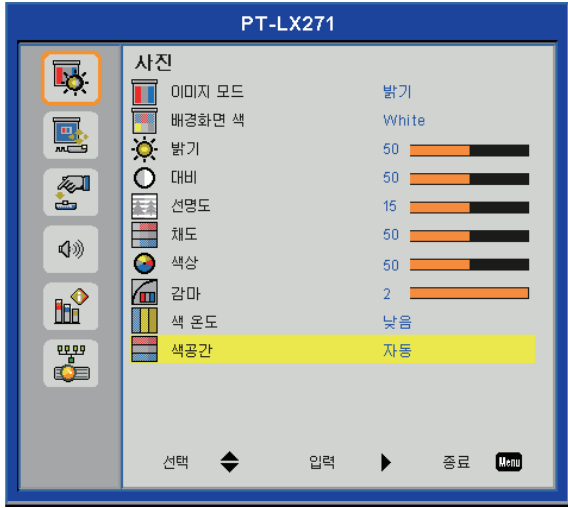 PT-LX271
사진
이미지 모드 밝기
배경화면 색 White
밝기 50
대비 50
선명도 15
채도 50
색상 50
감마 2
색 온도 낮음
색공간 자동
선택 입력 종료 Menu